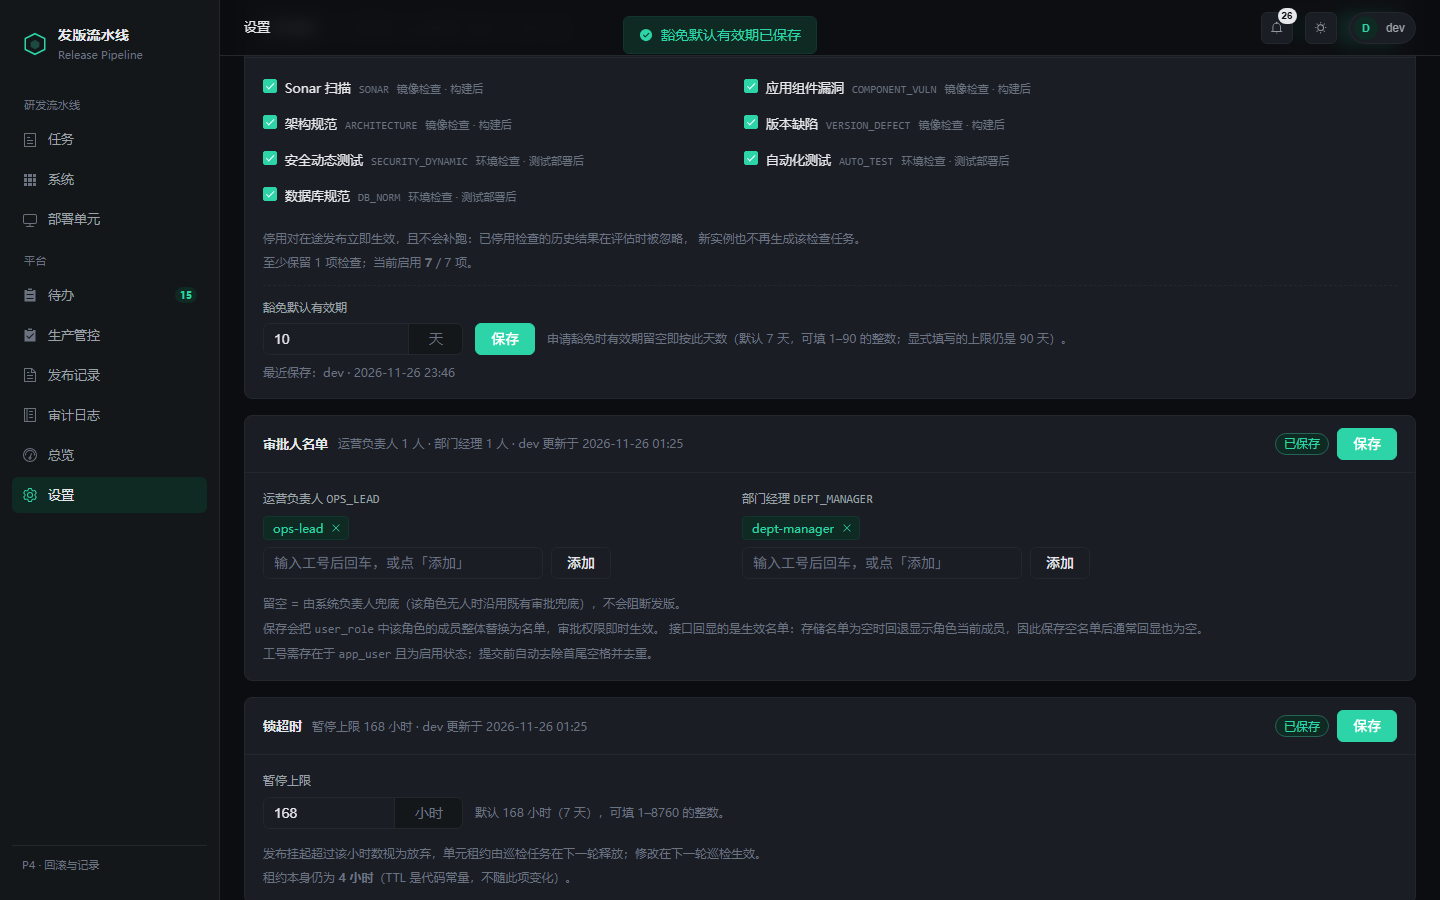 发版流水线
Release Pipeline
研发流水线
任务
系统
部署单元
平台
待办 15
生产管控
发布记录
审计日志
总览
设置
P4 · 回滚与记录
设置
豁免默认有效期已保存
26
D dev
Sonar 扫描 SONAR 镜像检查 · 构建后
应用组件漏洞 COMPONENT_VULN 镜像检查 · 构建后
架构规范 ARCHITECTURE 镜像检查 · 构建后
版本缺陷 VERSION_DEFECT 镜像检查 · 构建后
安全动态测试 SECURITY_DYNAMIC 环境检查 · 测试部署后
自动化测试 AUTO_TEST 环境检查 · 测试部署后
数据库规范 DB_NORM 环境检查 · 测试部署后
停用对在途发布立即生效，且不会补跑：已停用检查的历史结果在评估时被忽略， 新实例也不再生成该检查任务。
至少保留 1 项检查；当前启用 7 / 7 项。
豁免默认有效期
10 天 保存 申请豁免时有效期留空即按此天数（默认 7 天，可填 1–90 的整数；显式填写的上限仍是 90 天）。
最近保存：dev · 2026-11-26 23:46
审批人名单 运营负责人 1 人 · 部门经理 1 人 · dev 更新于 2026-11-26 01:25
已保存 保存
运营负责人 OPS_LEAD
ops-lead ×
输入工号后回车，或点「添加」 添加
部门经理 DEPT_MANAGER
dept-manager ×
输入工号后回车，或点「添加」 添加
留空 = 由系统负责人兜底（该角色无人时沿用既有审批兜底），不会阻断发版。
保存会把 user_role 中该角色的成员整体替换为名单，审批权限即时生效。 接口回显的是生效名单：存储名单为空时回退显示角色当前成员，因此保存空名单后通常回显也为空。
工号需存在于 app_user 且为启用状态；提交前自动去除首尾空格并去重。
锁超时 暂停上限 168 小时 · dev 更新于 2026-11-26 01:25
已保存 保存
暂停上限
168 小时 默认 168 小时（7 天），可填 1–8760 的整数。
发布挂起超过该小时数视为放弃，单元租约由巡检任务在下一轮释放；修改在下一轮巡检生效。
租约本身仍为 4 小时（TTL 是代码常量，不随此项变化）。